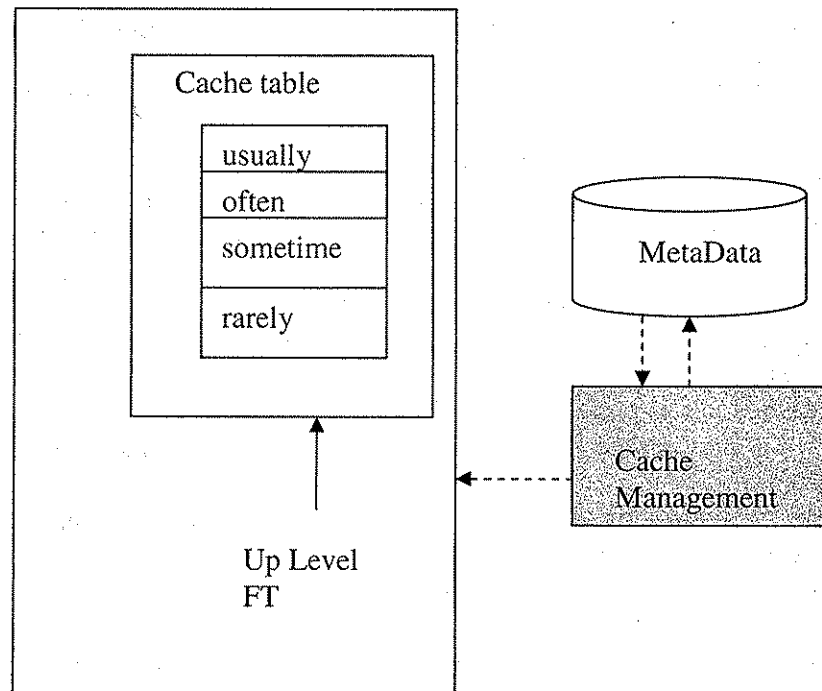 Cache table
usually
often
sometime
rarely
MetaData
Cache
Management
Up Level
FT